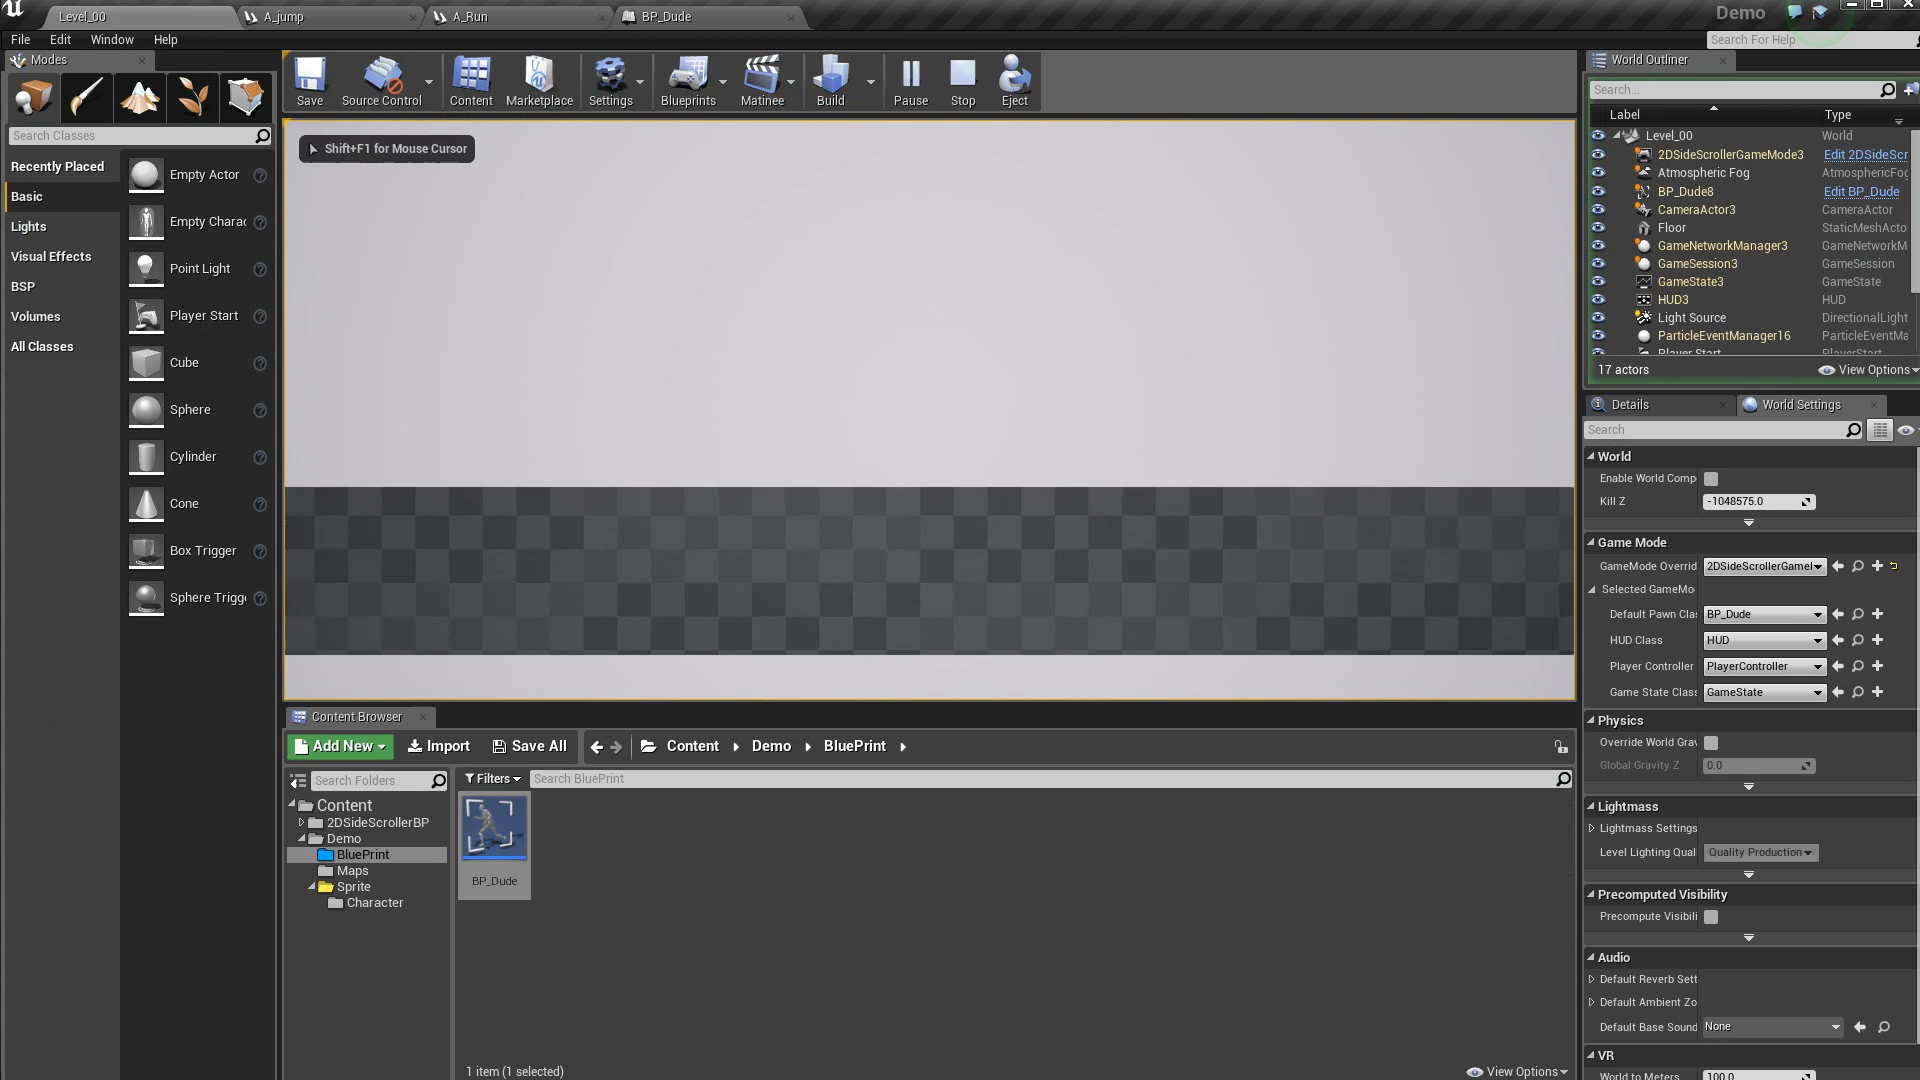 Level_00
A_jump
A_Run
BP_Dude
Demo
File
Edit
Window
Help
Search For Help
Modes
Search Classes
Recently Placed
Basic
Lights
Visual Effects
BSP
Volumes
All Classes
Empty Actor
Empty Charac
Point Light
Player Start
Cube
Sphere
Cylinder
Cone
Box Trigger
Sphere Trigge
Save
Source Control
Content
Marketplace
Settings
Blueprints
Matinee
Build
Pause
Stop
Eject
Shift+F1 for Mouse Cursor
Content Browser
Add New
Import
Save All
Content
Demo
BluePrint
Search Folders
Filters
Search BluePrint
Content
2DSideScrollerBP
Demo
BluePrint
Maps
Sprite
Character
BP_Dude
1 item (1 selected)
View Options
World Outliner
Search...
Label Type
Level_00 World
2DSideScrollerGameMode3 Edit 2DSideScr
Atmospheric Fog AtmosphericFog
BP_Dude8 Edit BP_Dude
CameraActor3 CameraActor
Floor StaticMeshActo
GameNetworkManager3 GameNetworkM
GameSession3 GameSession
GameState3 GameState
HUD3 HUD
Light Source DirectionalLight
ParticleEventManager16 ParticleEventMa
Player Start PlayerStart
17 actors
View Options
Details
World Settings
Search
World
Enable World Comp
Kill Z -1048575.0
Game Mode
GameMode Overrid 2DSideScrollerGameI
Selected GameMo
Default Pawn Clas BP_Dude
HUD Class HUD
Player Controller PlayerController
Game State Class GameState
Physics
Override World Grav
Global Gravity Z 0.0
Lightmass
Lightmass Settings
Level Lighting Qual Quality Production
Precomputed Visibility
Precompute Visibili
Audio
Default Reverb Sett
Default Ambient Zo
Default Base Sound None
VR
World to Meters 100.0